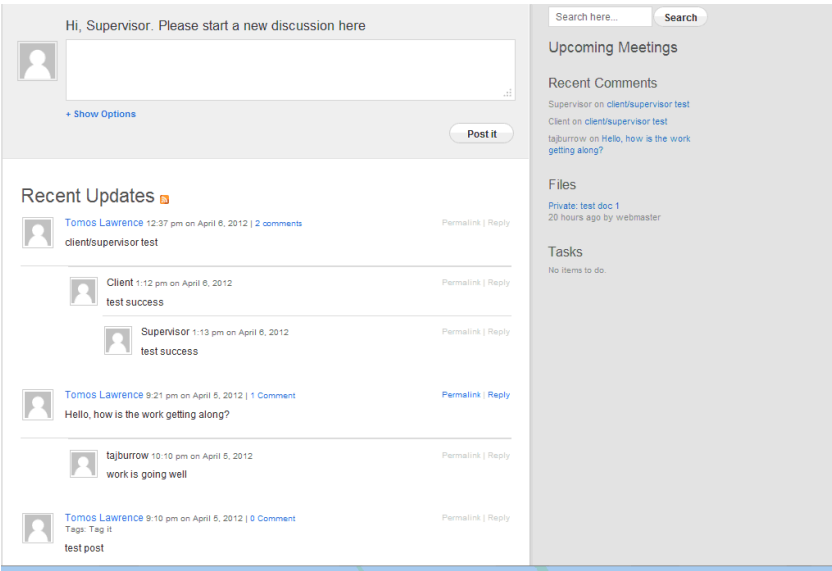 Hi, Supervisor. Please start a new discussion here
+ Show Options
Post it
Recent Updates
Tomos Lawrence 12:37 pm on April 6, 2012 | 2 comments
Permalink | Reply
client/supervisor test
Client 1:12 pm on April 6, 2012
Permalink | Reply
test success
Supervisor 1:13 pm on April 6, 2012
Permalink | Reply
test success
Tomos Lawrence 9:21 pm on April 5, 2012 | 1 Comment
Permalink | Reply
Hello, how is the work getting along?
tajburrow 10:10 pm on April 5, 2012
Permalink | Reply
work is going well
Tomos Lawrence 9:10 pm on April 5, 2012 | 0 Comment
Permalink | Reply
Tags: Tag it
test post
Search here...
Search
Upcoming Meetings
Recent Comments
Supervisor on client/supervisor test
Client on client/supervisor test
tajburrow on Hello, how is the work
getting along?
Files
Private: test doc 1
20 hours ago by webmaster
Tasks
No items to do.